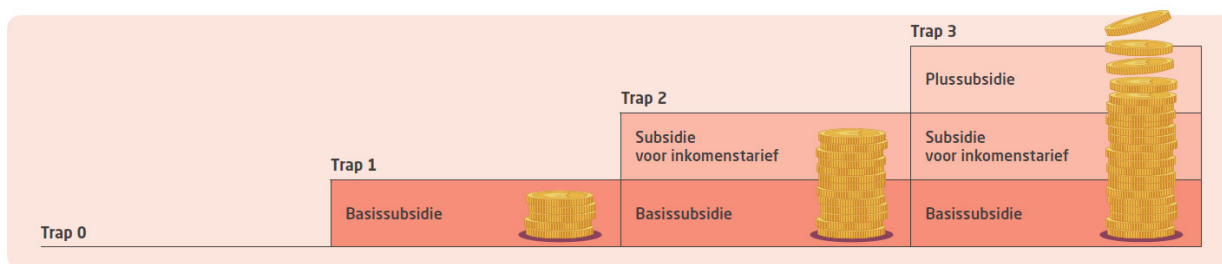 Trap 3
Plussubsidie
Trap 2
Subsidie
voor inkomenstarief
Subsidie
voor inkomenstarief
Trap 1
Basissubsidie
Basissubsidie
Basissubsidie
Trap 0